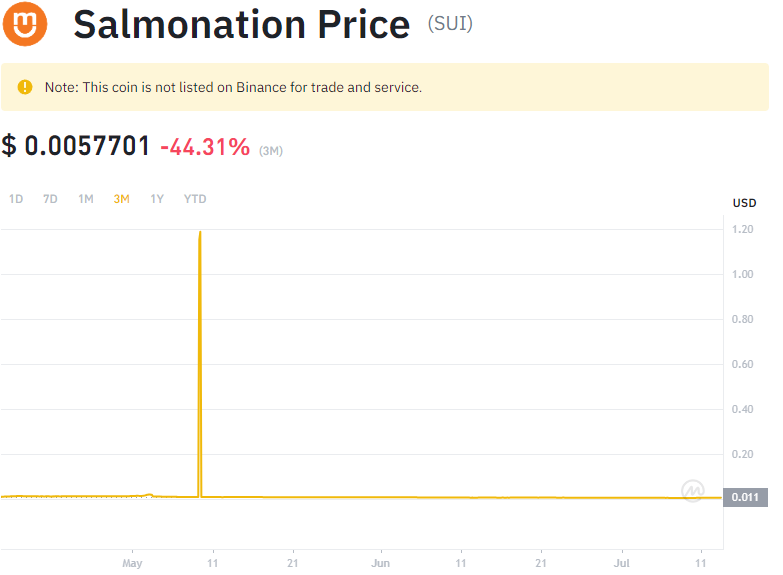 Salmonation Price (SUI)
Note: This coin is not listed on Binance for trade and service.
$ 0.0057701 -44.31% (3M)
1D 7D 1M 3M 1Y YTD
USD
1.20
1.00
0.80
0.60
0.40
0.20
0.011
May 11 21 Jun 11 21 Jul 11